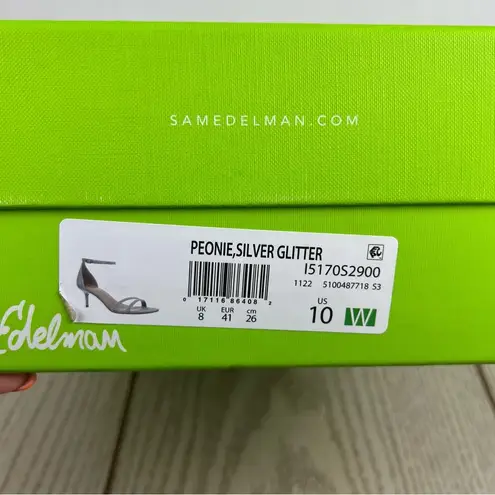 SAMEDELMAN.COM
PEONIE,SILVER GLITTER
I5170S2900
1122 5100487718 S3
0 17116 86408 2
UK EUR cm
8 41 26
US
10 W
Edelman